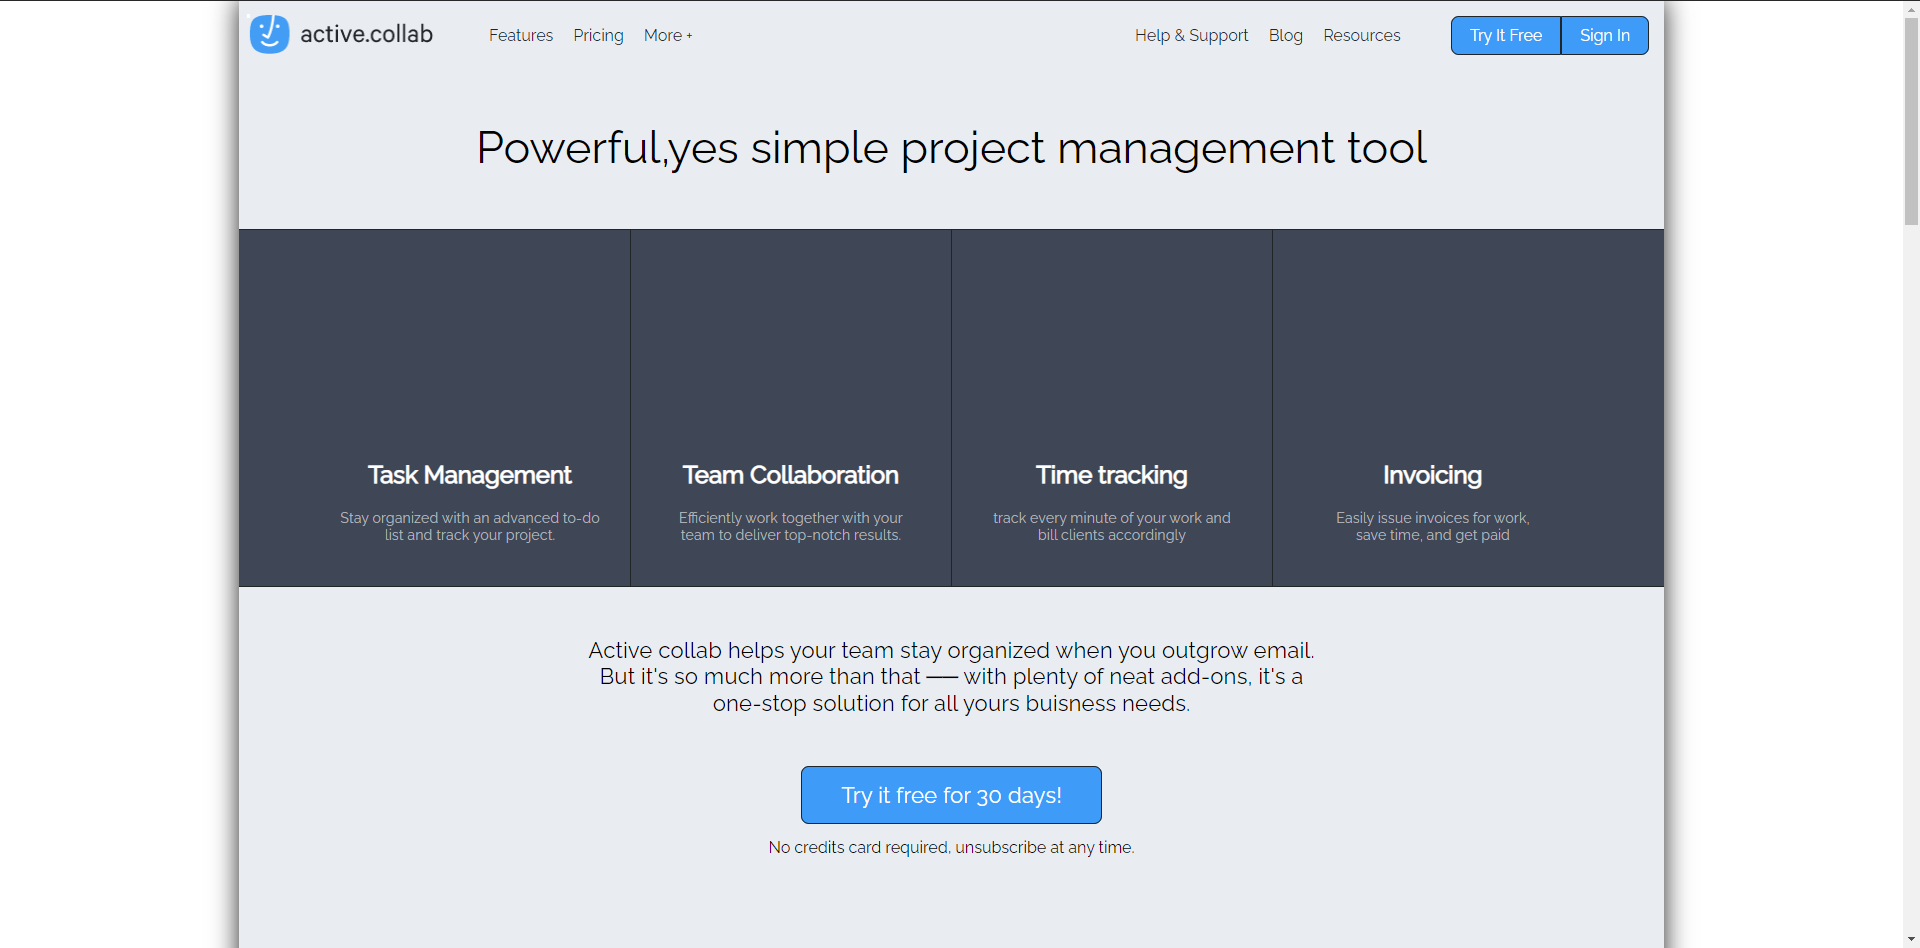 active.collab
Features Pricing More +
Help & Support Blog Resources
Try It Free Sign In
Powerful,yes simple project management tool
Task Management
Stay organized with an advanced to-do
list and track your project.
Team Collaboration
Efficiently work together with your
team to deliver top-notch results.
Time tracking
track every minute of your work and
bill clients accordingly
Invoicing
Easily issue invoices for work,
save time, and get paid
Active collab helps your team stay organized when you outgrow email.
But it's so much more than that —— with plenty of neat add-ons, it's a
one-stop solution for all yours buisness needs.
Try it free for 30 days!
No credits card required, unsubscribe at any time.